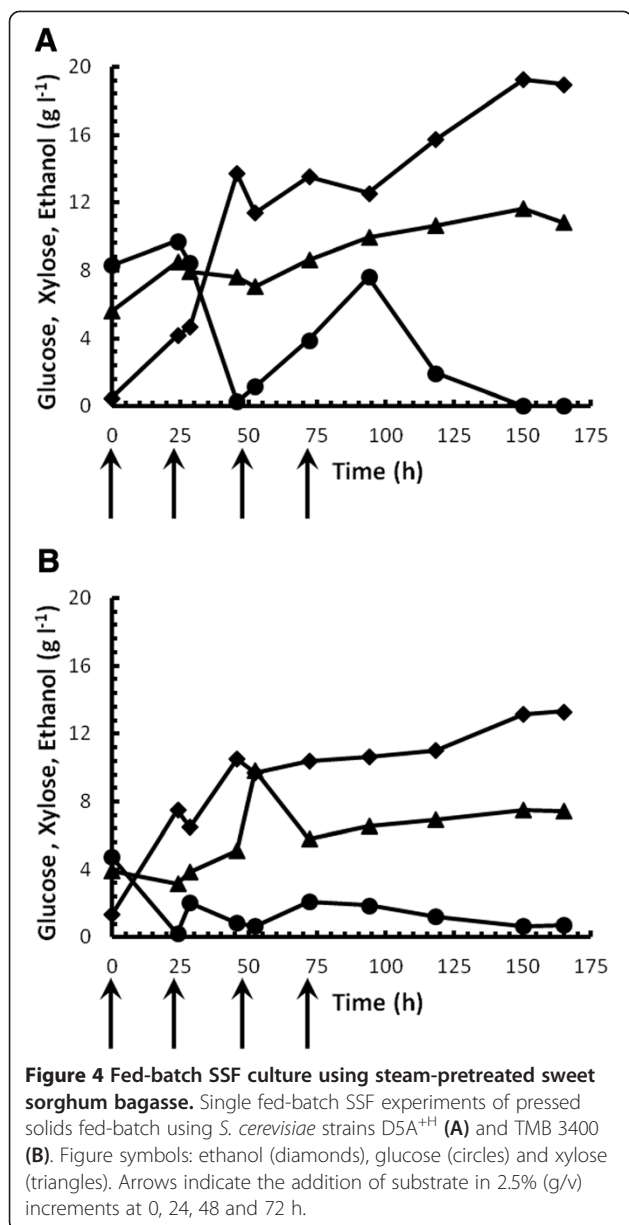 A
Glucose, Xylose, Ethanol (g l-1)
20
16
12
8
4
0
0 25 50 75 100 125 150 175
Time (h)
B
Glucose , Xylose, Ethanol (g l-1)
20
16
12
8
4
0
0 25 50 75 100 125 150 175
Time (h)
Figure 4 Fed-batch SSF culture using steam-pretreated sweet
sorghum bagasse. Single fed-batch SSF experiments of pressed
solids fed-batch using S. cerevisiae strains D5A+H (A) and TMB 3400
(B). Figure symbols: ethanol (diamonds), glucose (circles) and xylose
(triangles). Arrows indicate the addition of substrate in 2.5% (g/v)
increments at 0, 24, 48 and 72 h.